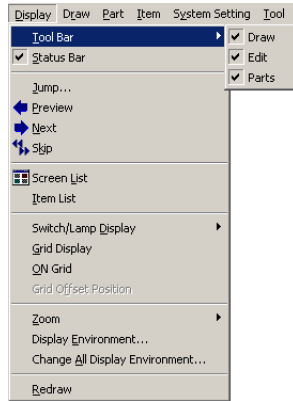 Display Draw Part Item System Setting Tool
Tool Bar
Draw
Status Bar
Edit
Parts
Jump...
Preview
Next
Skip
Screen List
Item List
Switch/Lamp Display
Grid Display
ON Grid
Grid Offset Position
Zoom
Display Environment...
Change All Display Environment...
Redraw